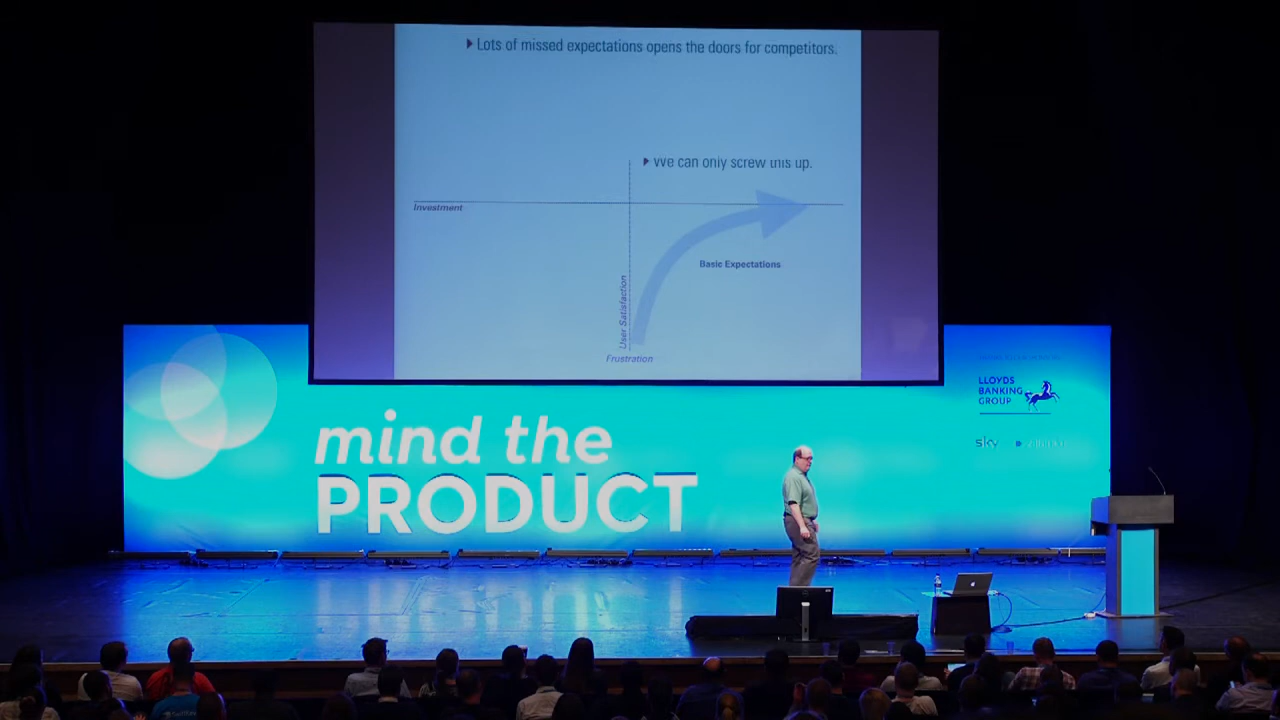 ▶ Lots of missed expectations opens the doors for competitors.
▶ We can only screw this up.
Investment
Basic Expectations
User Satisfaction
Frustration
mind the
PRODUCT
LLOYDS
BANKING
GROUP
sky